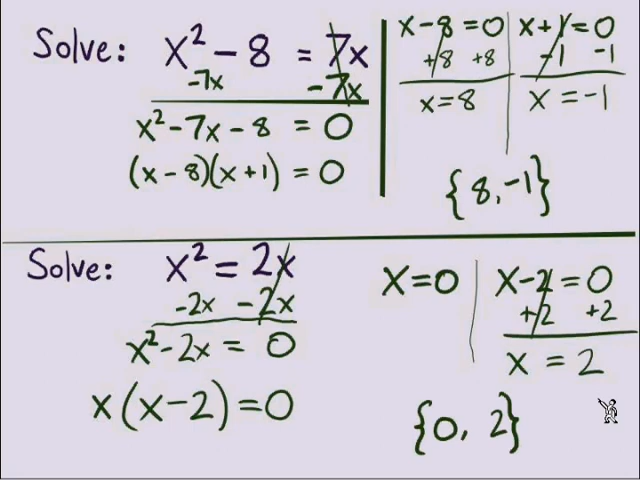 Solve: x² - 8 = 7x
-7x -7x
x² - 7x - 8 = 0
(x - 8)(x + 1) = 0
x - 8 = 0
+8 +8
x = 8
x + 1 = 0
-1 -1
x = -1
{8, -1}
Solve: x² = 2x
-2x -2x
x² - 2x = 0
x(x - 2) = 0
x = 0
x - 2 = 0
+2 +2
x = 2
{0, 2}